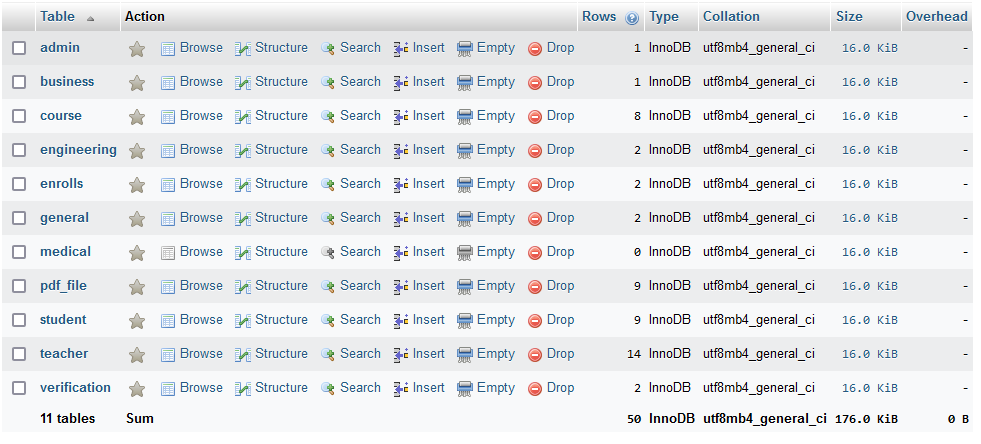 Table Action Rows Type Collation Size Overhead
admin Browse Structure Search Insert Empty Drop 1 InnoDB utf8mb4_general_ci 16.0 KiB -
business Browse Structure Search Insert Empty Drop 1 InnoDB utf8mb4_general_ci 16.0 KiB -
course Browse Structure Search Insert Empty Drop 8 InnoDB utf8mb4_general_ci 16.0 KiB -
engineering Browse Structure Search Insert Empty Drop 2 InnoDB utf8mb4_general_ci 16.0 KiB -
enrolls Browse Structure Search Insert Empty Drop 2 InnoDB utf8mb4_general_ci 16.0 KiB -
general Browse Structure Search Insert Empty Drop 2 InnoDB utf8mb4_general_ci 16.0 KiB -
medical Browse Structure Search Insert Empty Drop 0 InnoDB utf8mb4_general_ci 16.0 KiB -
pdf_file Browse Structure Search Insert Empty Drop 9 InnoDB utf8mb4_general_ci 16.0 KiB -
student Browse Structure Search Insert Empty Drop 9 InnoDB utf8mb4_general_ci 16.0 KiB -
teacher Browse Structure Search Insert Empty Drop 14 InnoDB utf8mb4_general_ci 16.0 KiB -
verification Browse Structure Search Insert Empty Drop 2 InnoDB utf8mb4_general_ci 16.0 KiB -
11 tables Sum 50 InnoDB utf8mb4_general_ci 176.0 KiB 0 B